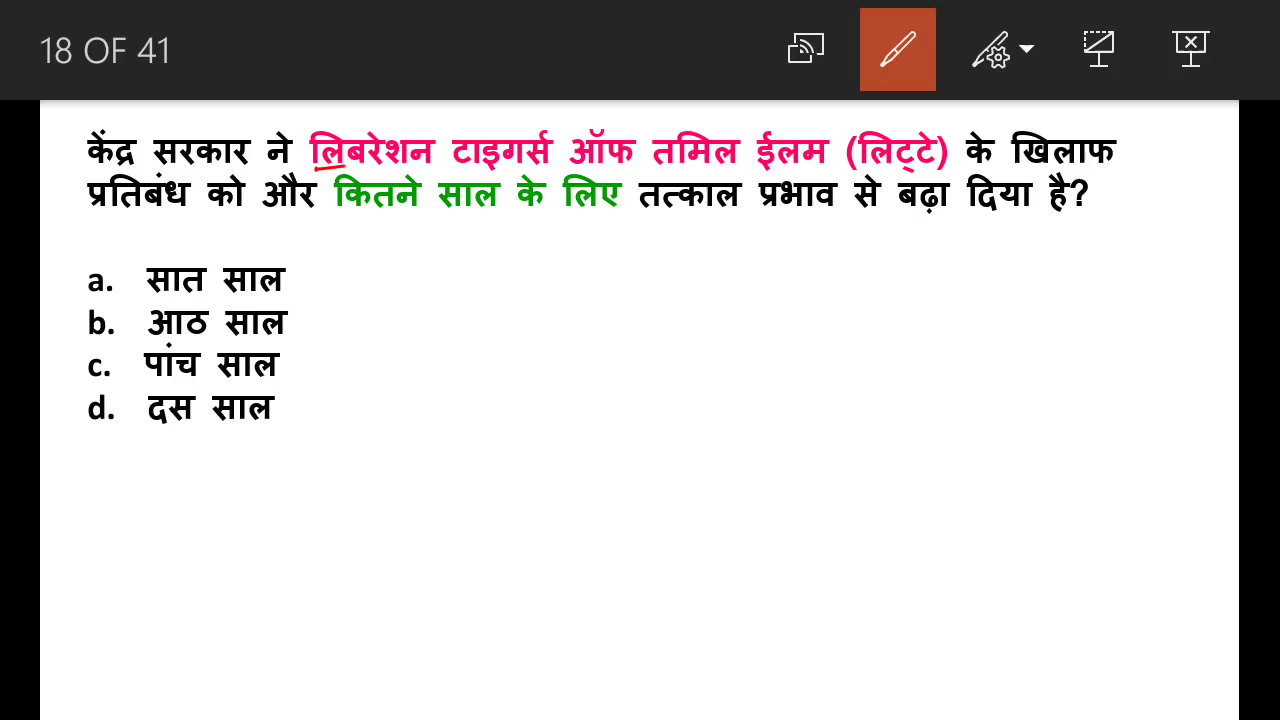 18 OF 41
केंद्र सरकार ने लिबरेशन टाइगर्स ऑफ तमिल ईलम (लिट्टे) के खिलाफ
प्रतिबंध को और कितने साल के लिए तत्काल प्रभाव से बढ़ा दिया है?
a. सात साल
b. आठ साल
c. पांच साल
d. दस साल